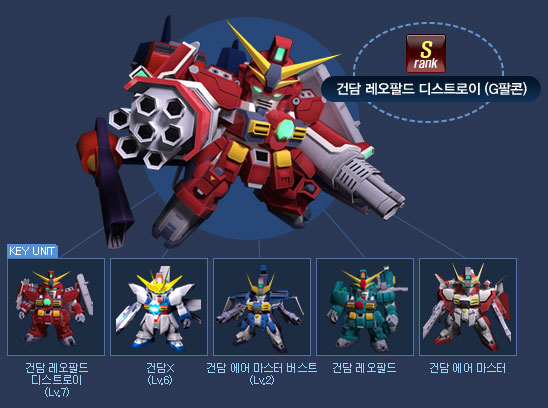 S
rank
건담 레오팔드 디스트로이 (G팔콘)
KEY UNIT
건담 레오팔드
디스트로이
(Lv.7)
건담X
(Lv.6)
건담 에어 마스터 버스트
(Lv.2)
건담 레오팔드
건담 에어 마스터